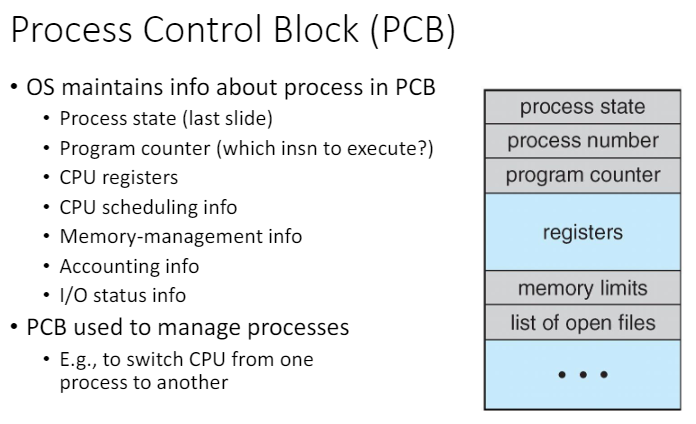 Process Control Block (PCB)
• OS maintains info about process in PCB
• Process state (last slide)
• Program counter (which insn to execute?)
• CPU registers
• CPU scheduling info
• Memory-management info
• Accounting info
• I/O status info
• PCB used to manage processes
• E.g., to switch CPU from one
process to another
process state
process number
program counter
registers
memory limits
list of open files
• • •